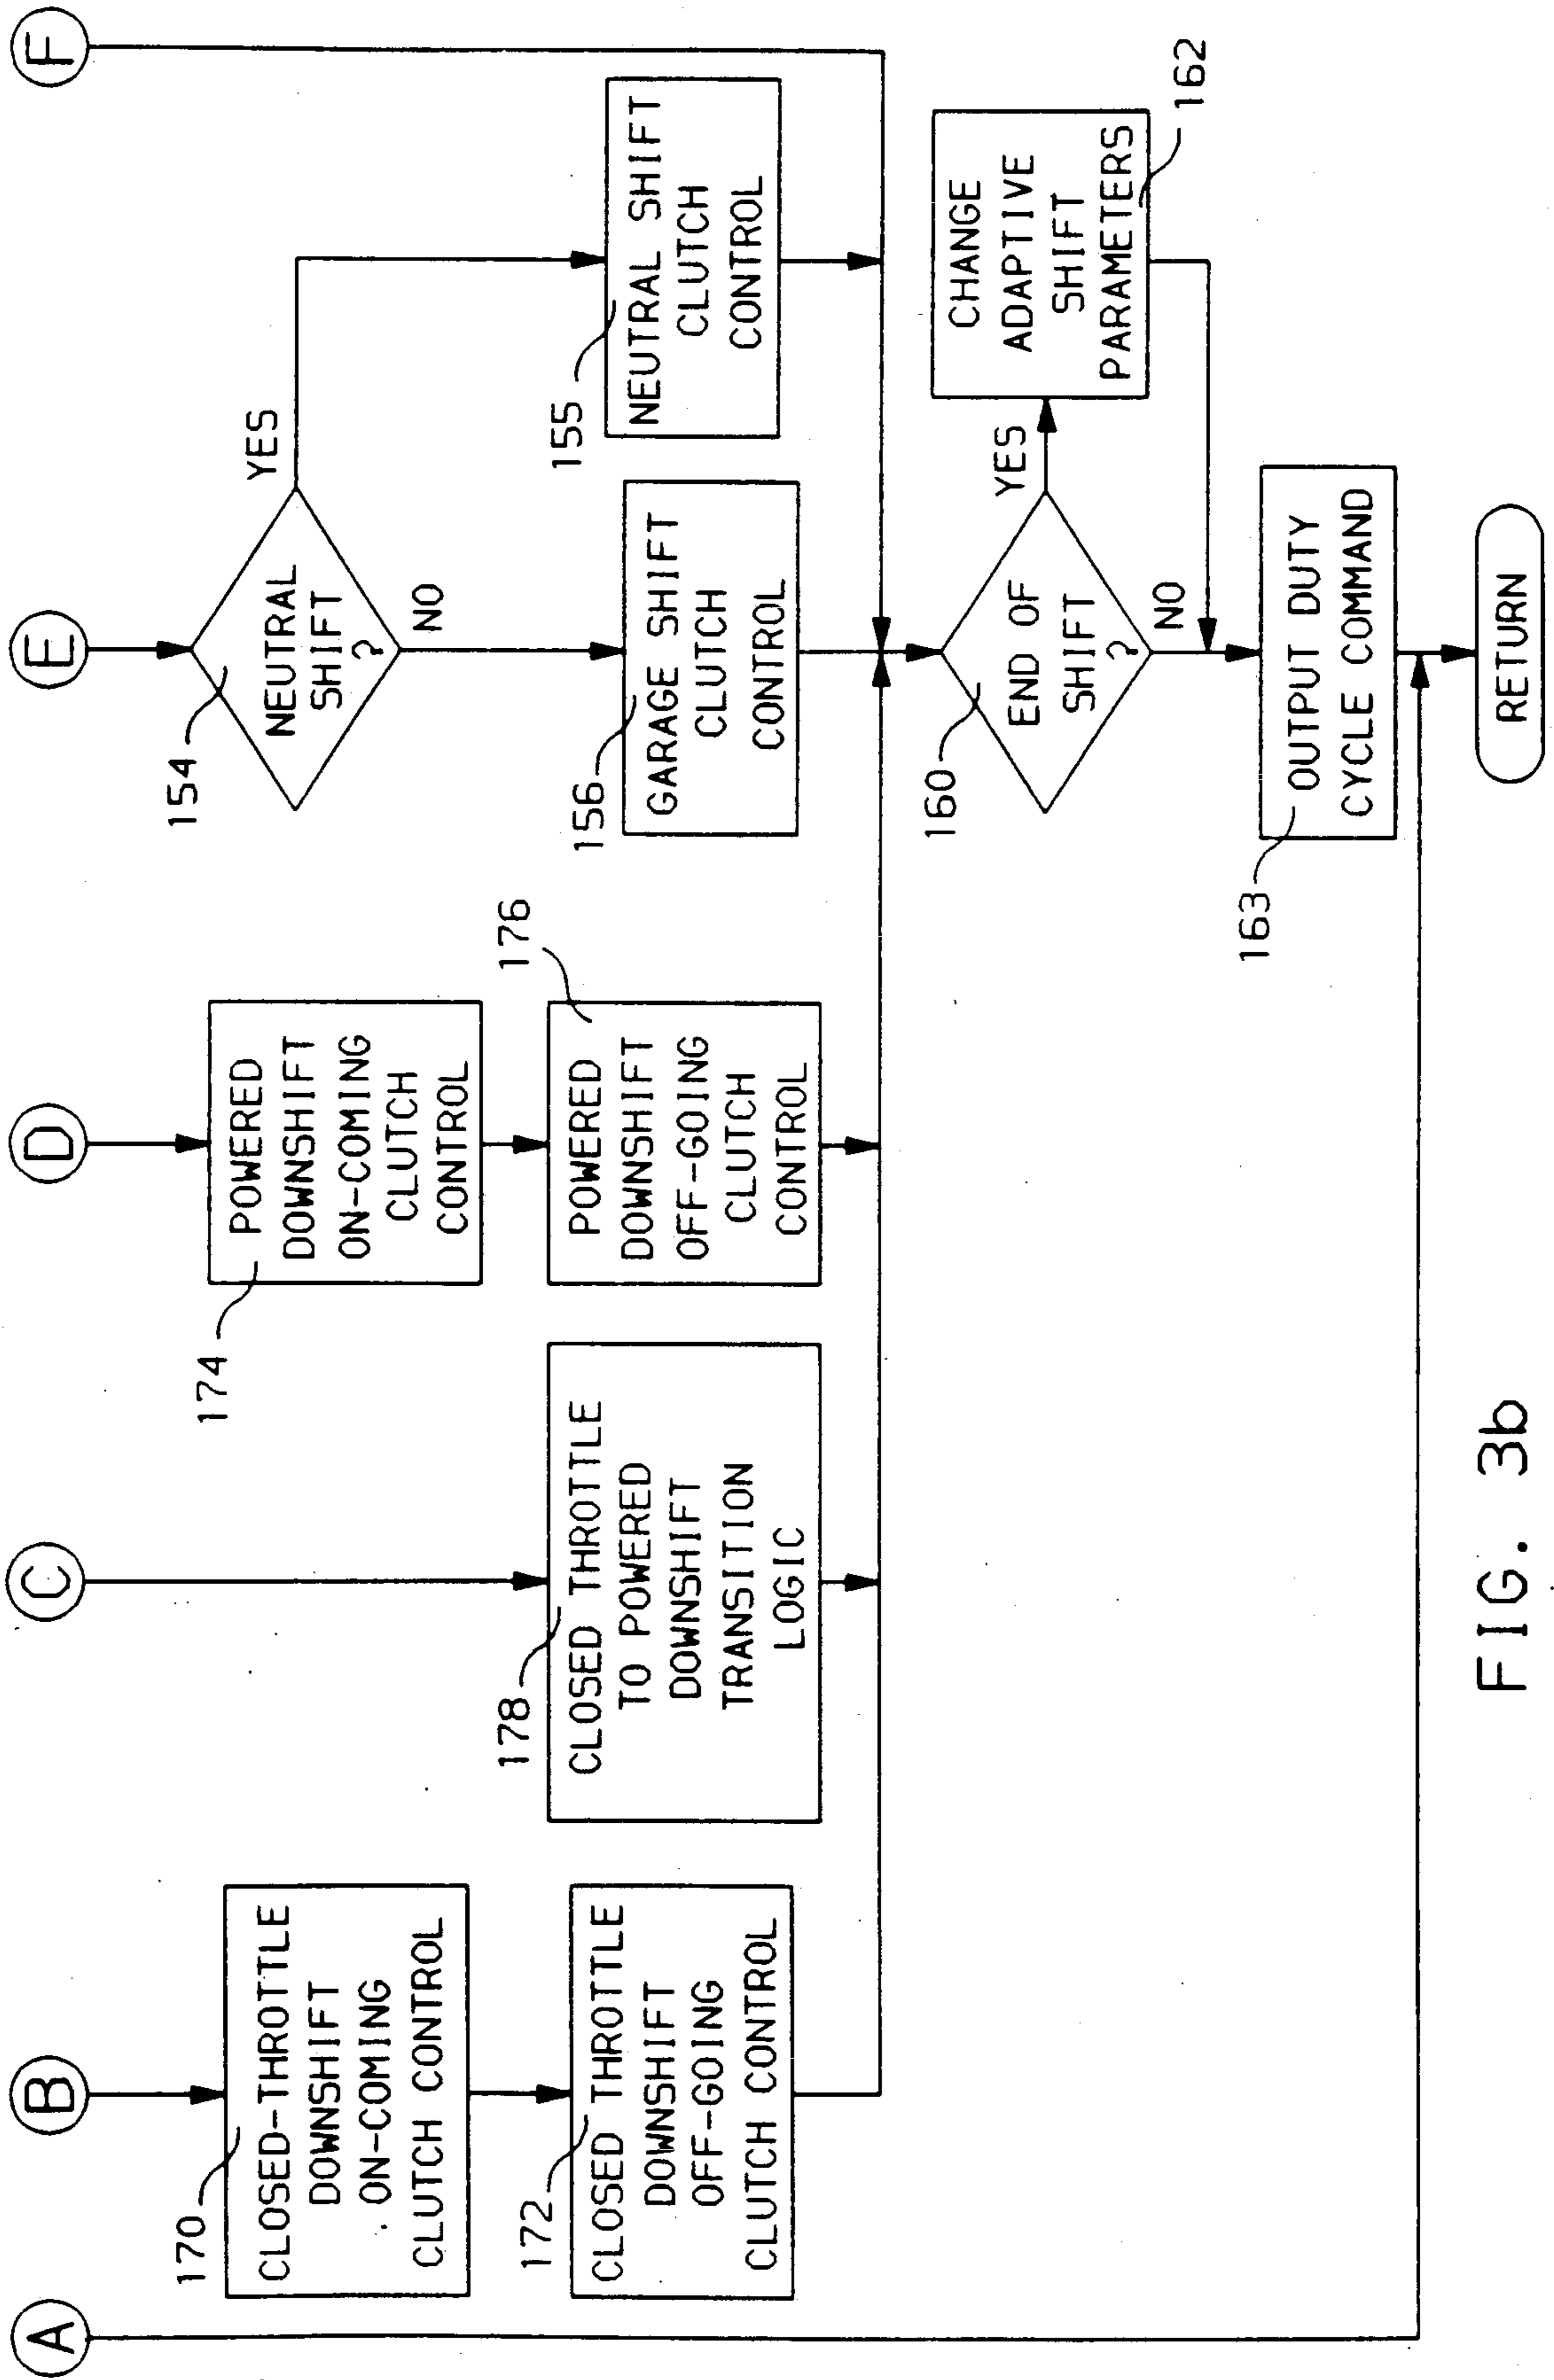 A
B
C
D
E
F
170
CLOSED-THROTTLE
DOWNSHIFT
ON-COMING
CLUTCH CONTROL
172
CLOSED THROTTLE
DOWNSHIFT
OFF-GOING
CLUTCH CONTROL
178
CLOSED THROTTLE
TO POWERED
DOWNSHIFT
TRANSITION
LOGIC
174
POWERED
DOWNSHIFT
ON-COMING
CLUTCH
CONTROL
176
POWERED
DOWNSHIFT
OFF-GOING
CLUTCH
CONTROL
154
NEUTRAL
SHIFT
?
YES
NO
156
GARAGE SHIFT
CLUTCH
CONTROL
155
NEUTRAL SHIFT
CLUTCH
CONTROL
160
END OF
SHIFT
?
YES
NO
CHANGE
ADAPTIVE
SHIFT
PARAMETERS
162
163
OUTPUT DUTY
CYCLE COMMAND
RETURN
FIG. 3b